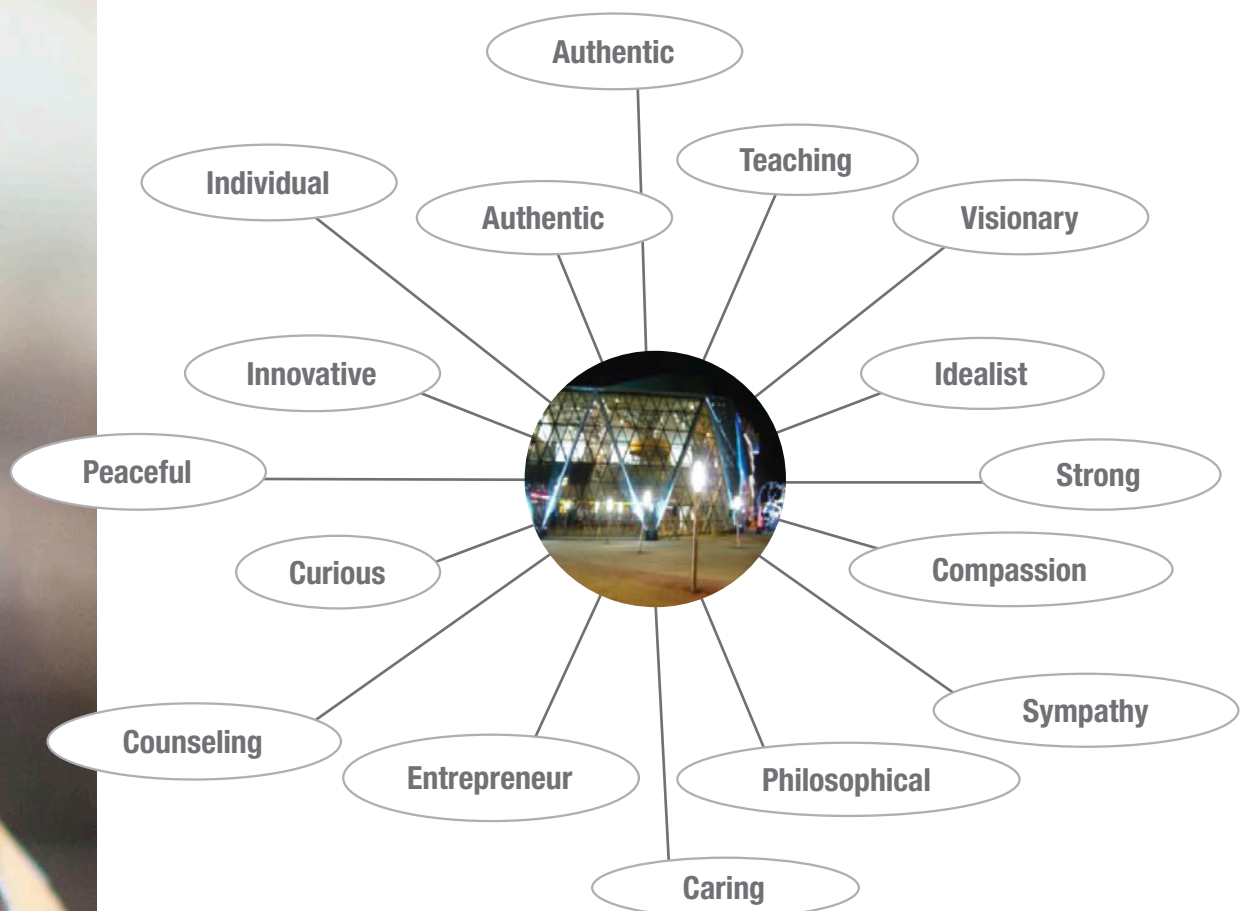 Authentic
Teaching
Individual
Authentic
Visionary
Innovative
Idealist
Peaceful
Strong
Curious
Compassion
Sympathy
Counseling
Entrepreneur
Philosophical
Caring